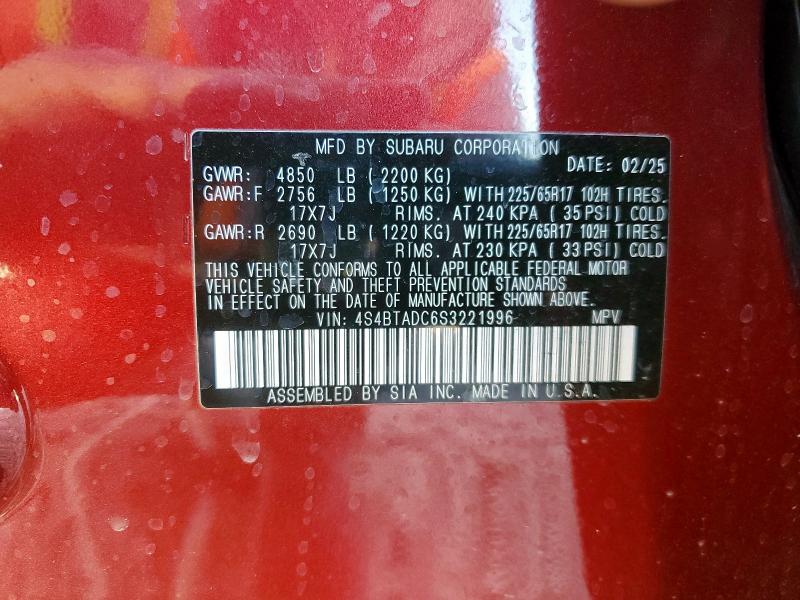 MFD BY SUBARU CORPORATION
DATE: 02/25
GVWR: 4850 LB (2200 KG)
GAWR:F 2756 LB (1250 KG) WITH 225/65R17 102H TIRES.
17X7J RIMS. AT 240 KPA (35 PSI) COLD
GAWR:R 2690 LB (1220 KG) WITH 225/65R17 102H TIRES.
17X7J RIMS. AT 230 KPA (33 PSI) COLD
THIS VEHICLE CONFORMS TO ALL APPLICABLE FEDERAL MOTOR
VEHICLE SAFETY AND THEFT PREVENTION STANDARDS
IN EFFECT ON THE DATE OF MANUFACTURE SHOWN ABOVE.
VIN: 4S4BTADC6S3221996 MPV
ASSEMBLED BY SIA INC. MADE IN U.S.A.